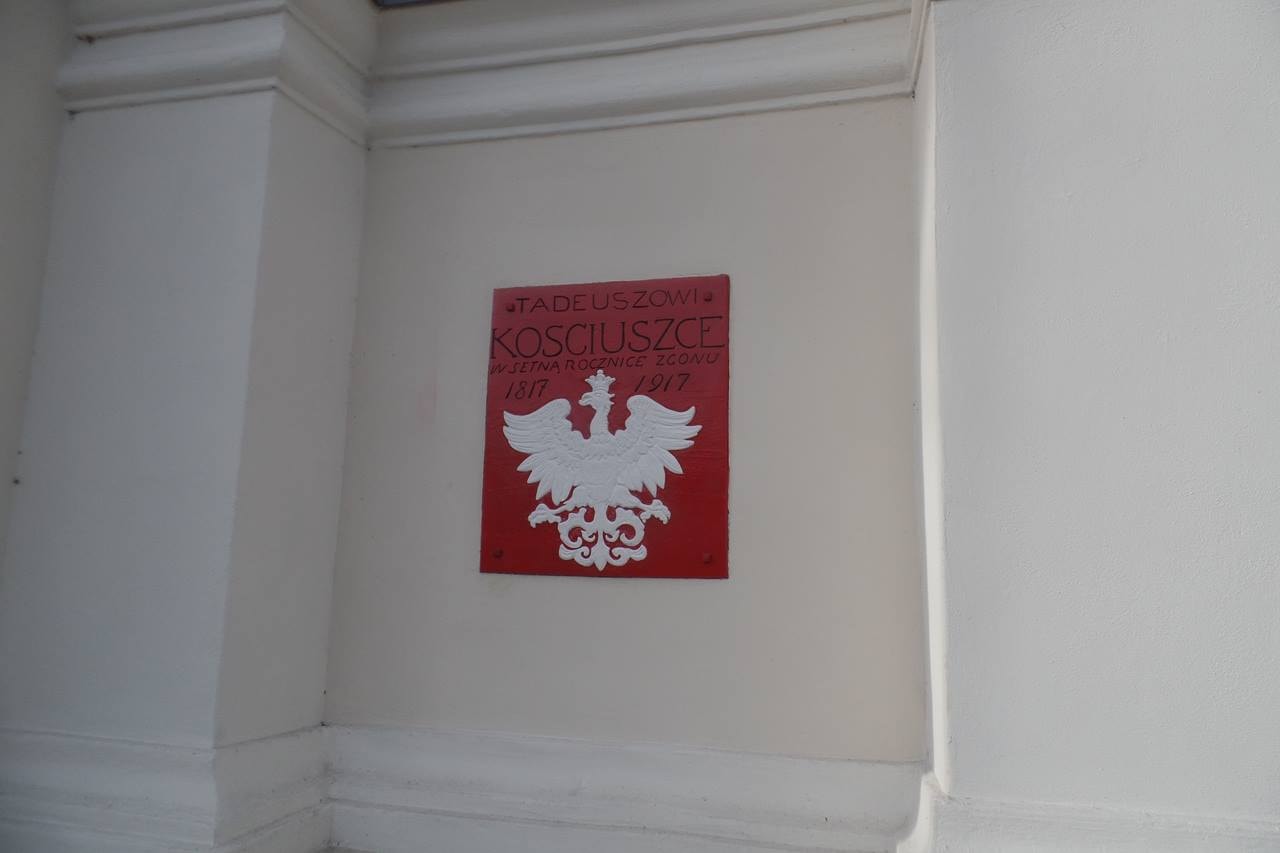 TADEUSZOWI
KOSCIUSZCE
W SETNĄ ROCZNICĘ ZGONU
1817 1917